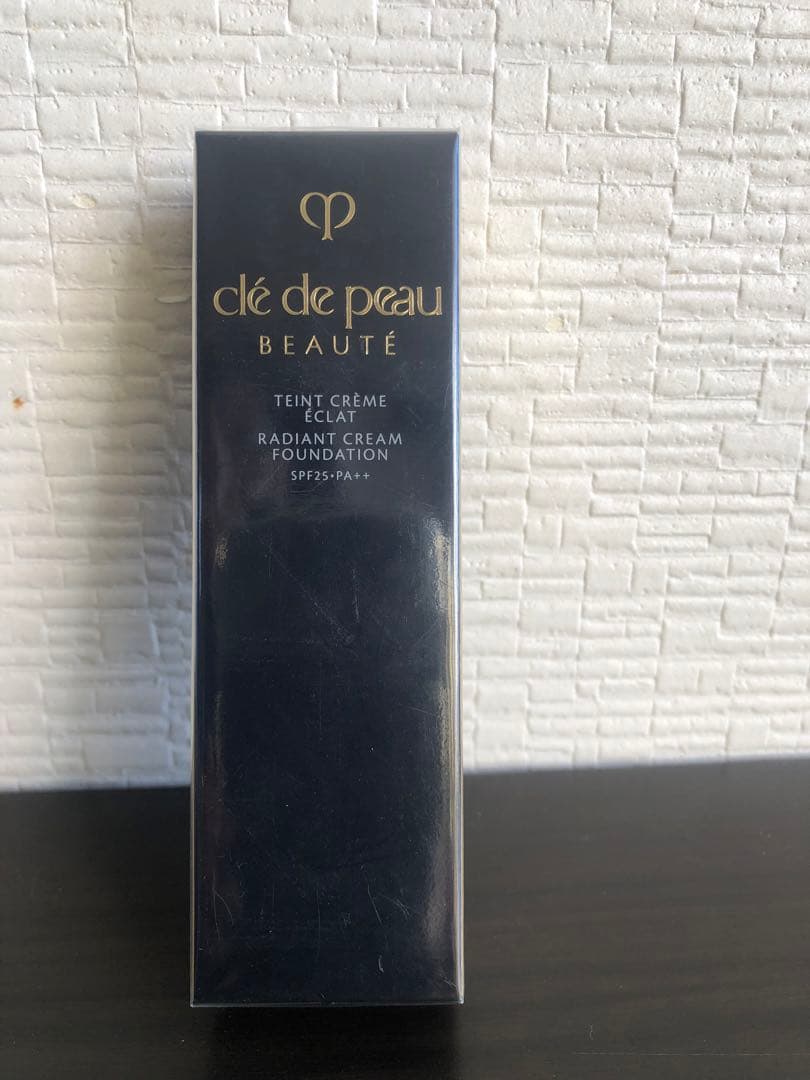 clé de peau
BEAUTÉ
TEINT CRÈME
ÉCLAT
RADIANT CREAM
FOUNDATION
SPF25•PA++